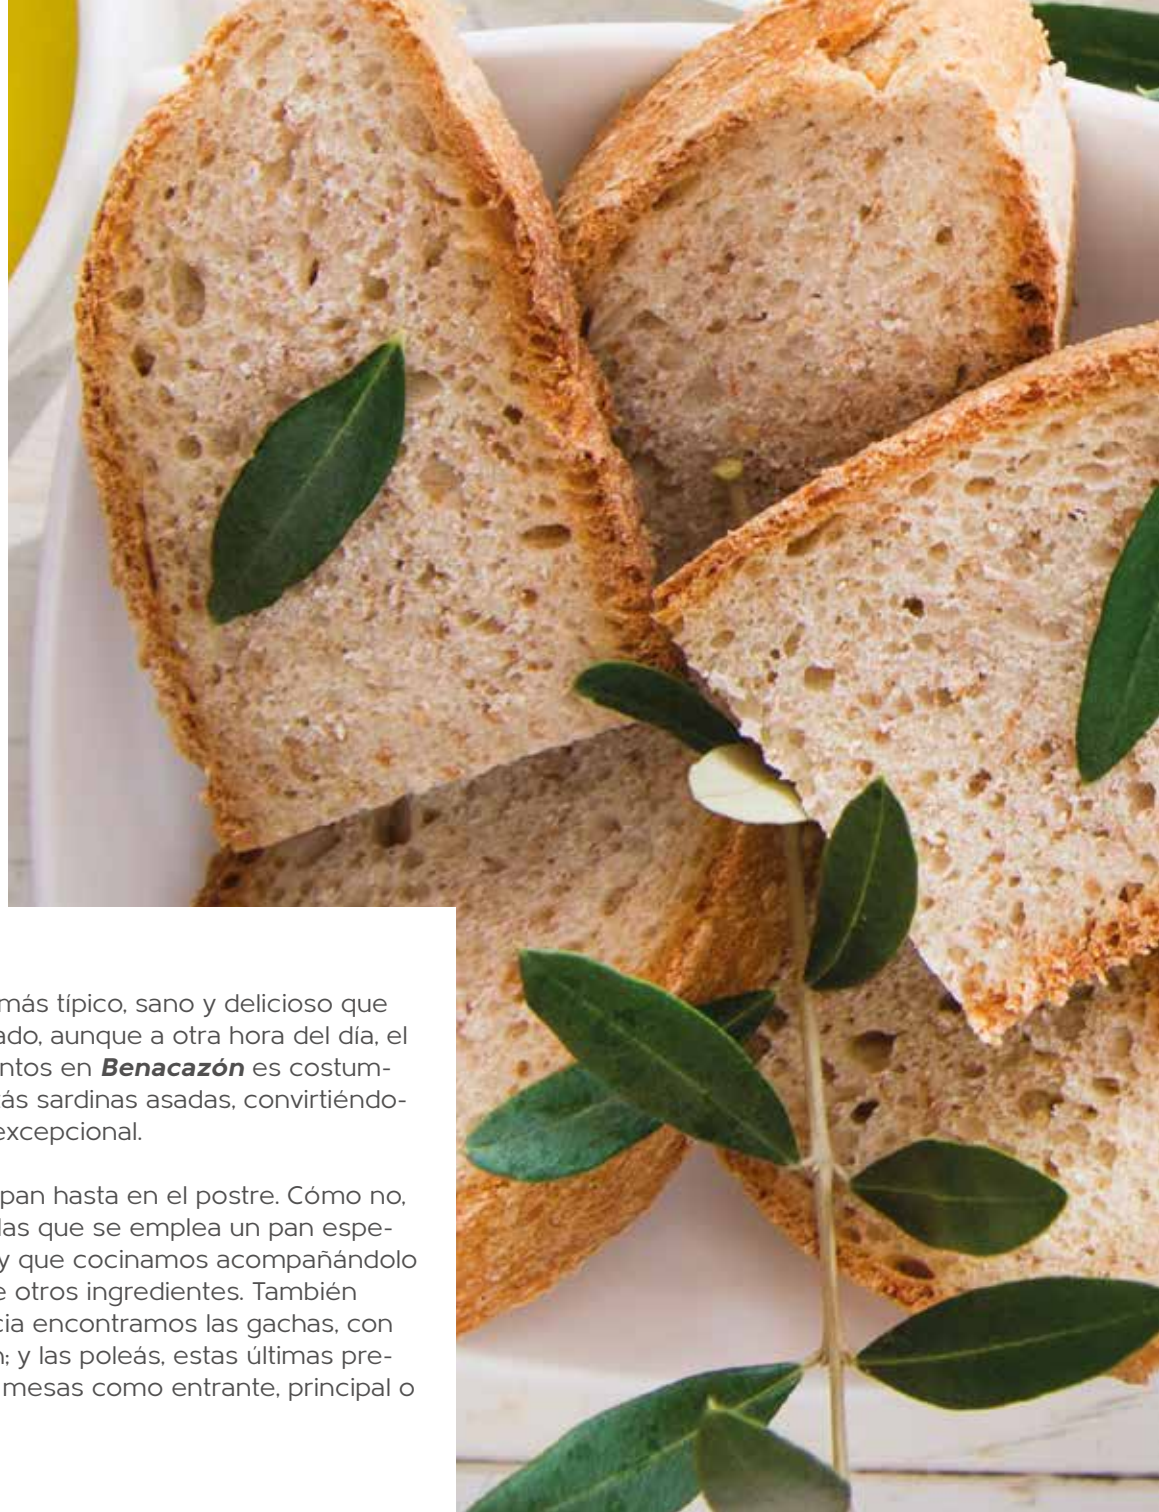 más típico, sano y delicioso que
ado, aunque a otra hora del día, el
ntos en Benacazón es costum-
ás sardinas asadas, convirtiéndo-
excepcional.
pan hasta en el postre. Cómo no,
las que se emplea un pan espe-
y que cocinamos acompañándolo
e otros ingredientes. También
cia encontramos las gachas, con
; y las poleás, estas últimas pre-
mesas como entrante, principal o